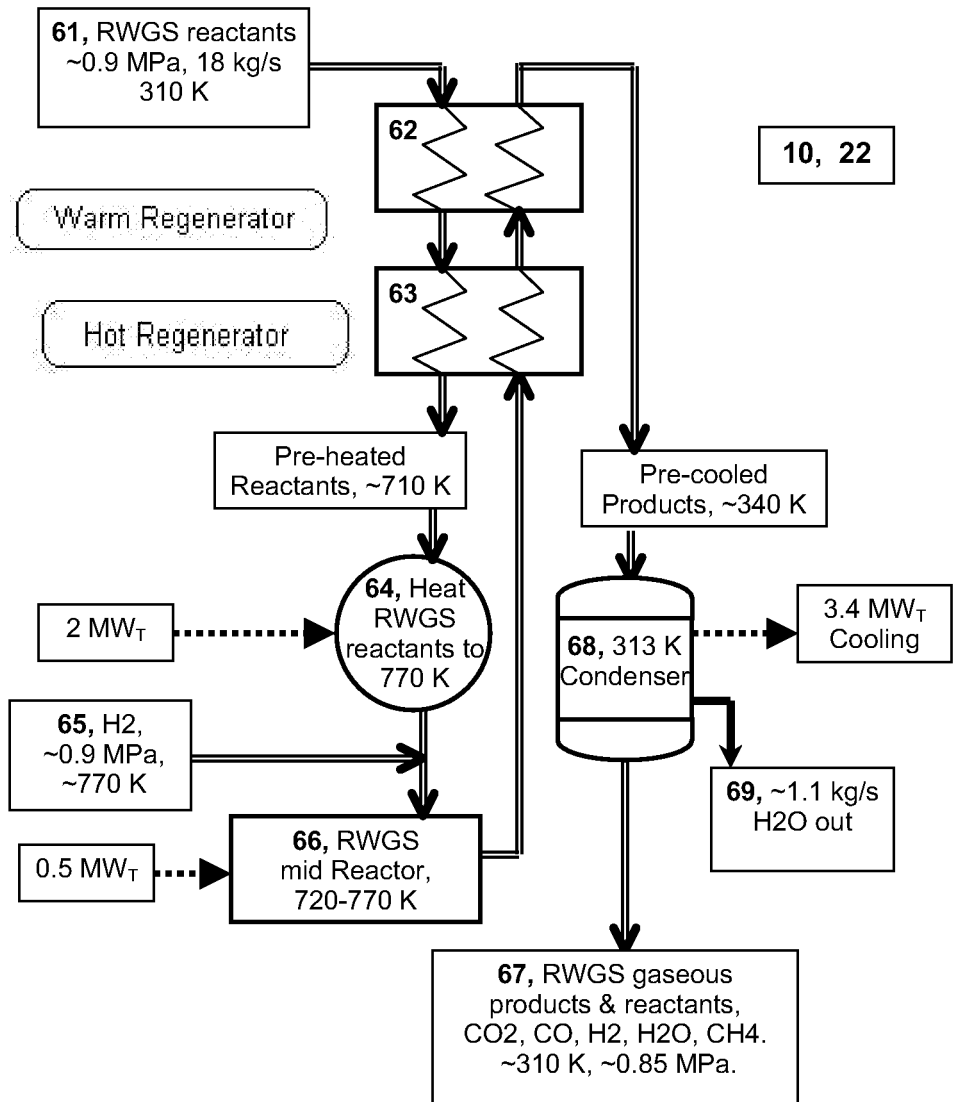 61, RWGS reactants
~0.9 MPa, 18 kg/s
310 K
62
10, 22
Warm Regenerator
63
Hot Regenerator
Pre-heated
Reactants, ~710 K
Pre-cooled
Products, ~340 K
64, Heat
RWGS
reactants to
770 K
2 MWT
3.4 MWT
Cooling
68, 313 K
Condenser
65, H2,
~0.9 MPa,
~770 K
69, ~1.1 kg/s
H2O out
66, RWGS
mid Reactor,
720-770 K
0.5 MWT
67, RWGS gaseous
products & reactants,
CO2, CO, H2, H2O, CH4.
~310 K, ~0.85 MPa.